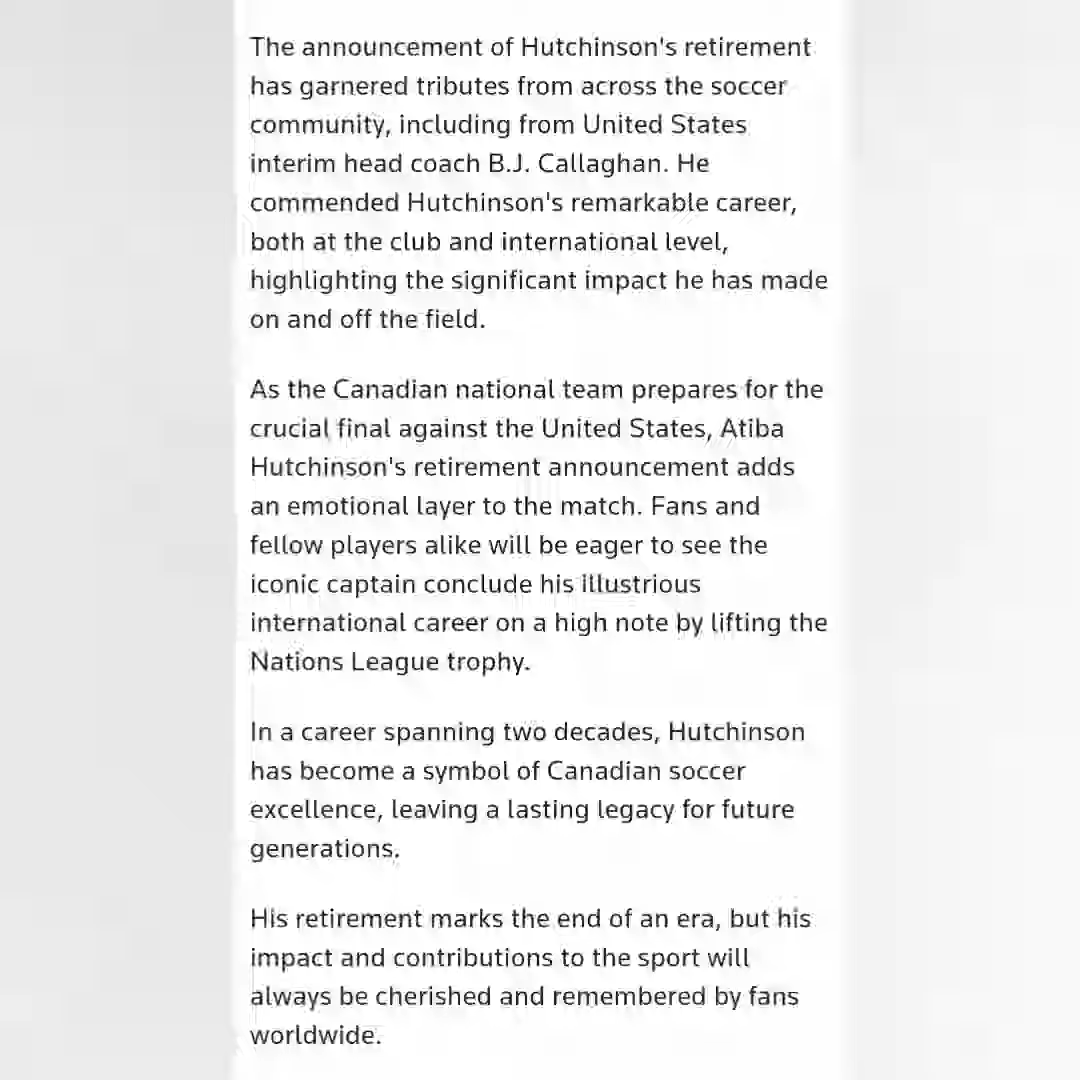 The announcement of Hutchinson's retirement
has garnered tributes from across the soccer
community, including from United States
interim head coach B.J. Callaghan. He
commended Hutchinson's remarkable career,
both at the club and international level,
highlighting the significant impact he has made
on and off the field.
As the Canadian national team prepares for the
crucial final against the United States, Atiba
Hutchinson's retirement announcement adds
an emotional layer to the match. Fans and
fellow players alike will be eager to see the
iconic captain conclude his illustrious
international career on a high note by lifting the
Nations League trophy.
In a career spanning two decades, Hutchinson
has become a symbol of Canadian soccer
excellence, leaving a lasting legacy for future
generations.
His retirement marks the end of an era, but his
impact and contributions to the sport will
always be cherished and remembered by fans
worldwide.